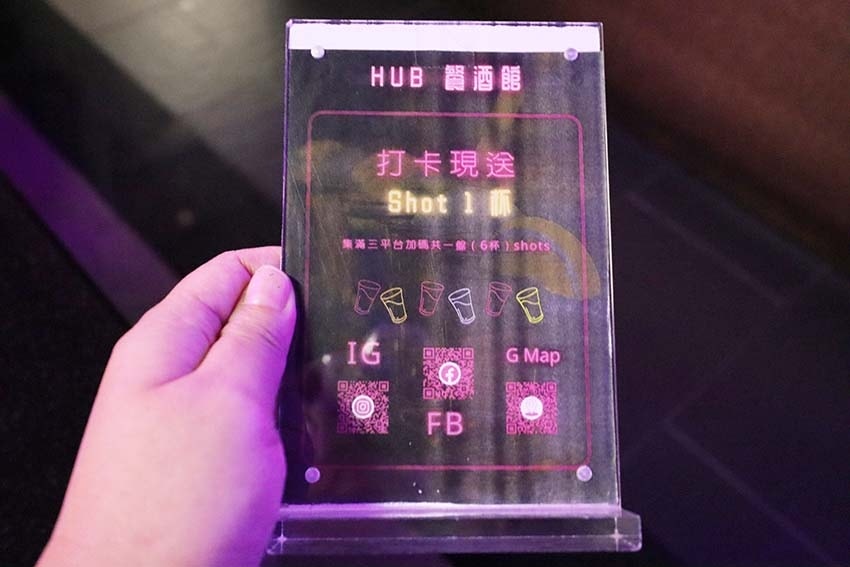 HUB 餐酒館
打卡現送
Shot 1 杯
集滿三平台加碼共一盤（6杯）shots
IG
FB
G Map